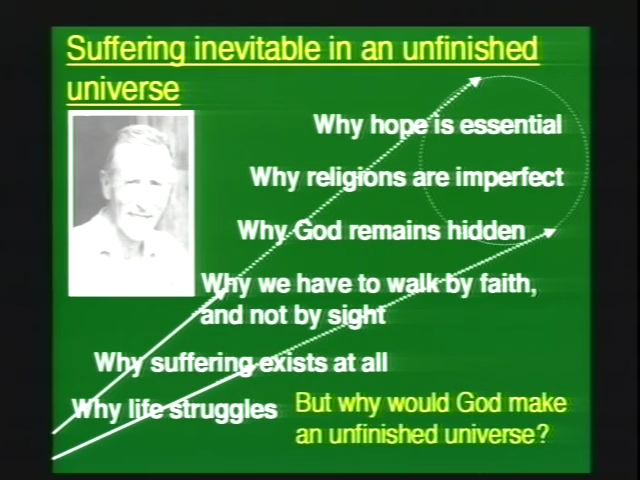 Suffering inevitable in an unfinished
universe
Why hope is essential
Why religions are imperfect
Why God remains hidden
Why we have to walk by faith,
and not by sight
Why suffering exists at all
Why life struggles
But why would God make
an unfinished universe?